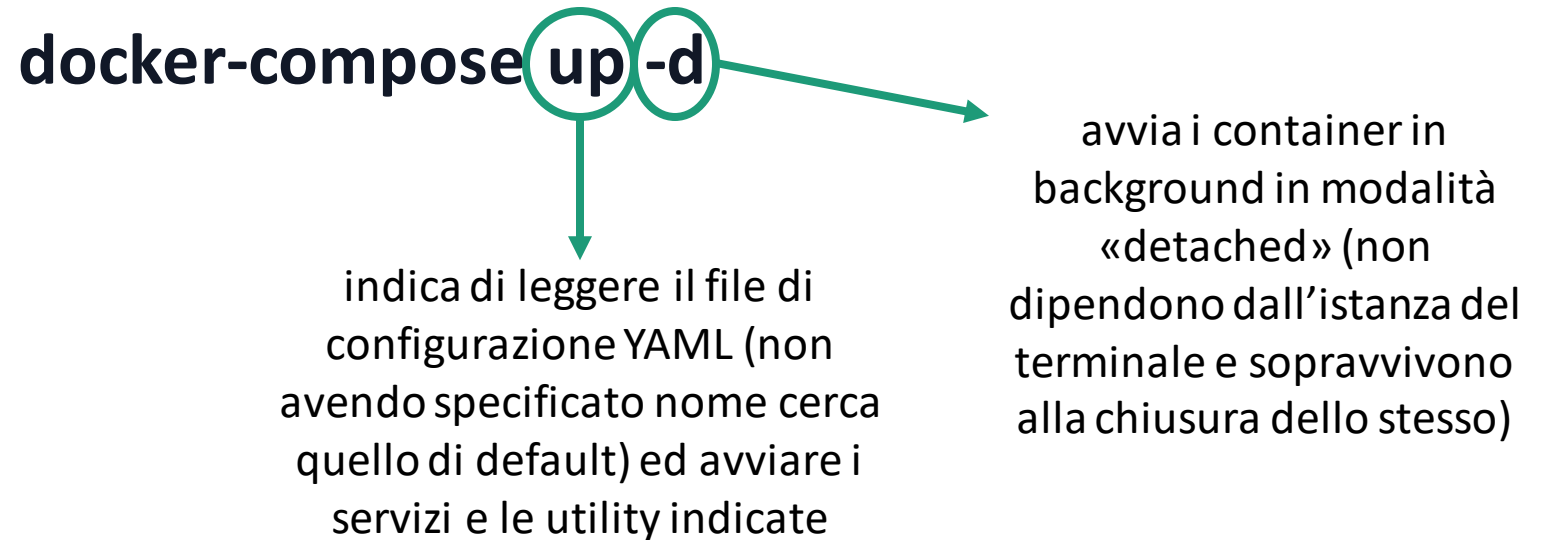 docker-compose up -d
indica di leggere il file di
configurazione YAML (non
avendo specificato nome cerca
quello di default) ed avviare i
servizi e le utility indicate
avvia i container in
background in modalità
«detached» (non
dipendono dall’istanza del
terminale e sopravvivono
alla chiusura dello stesso)